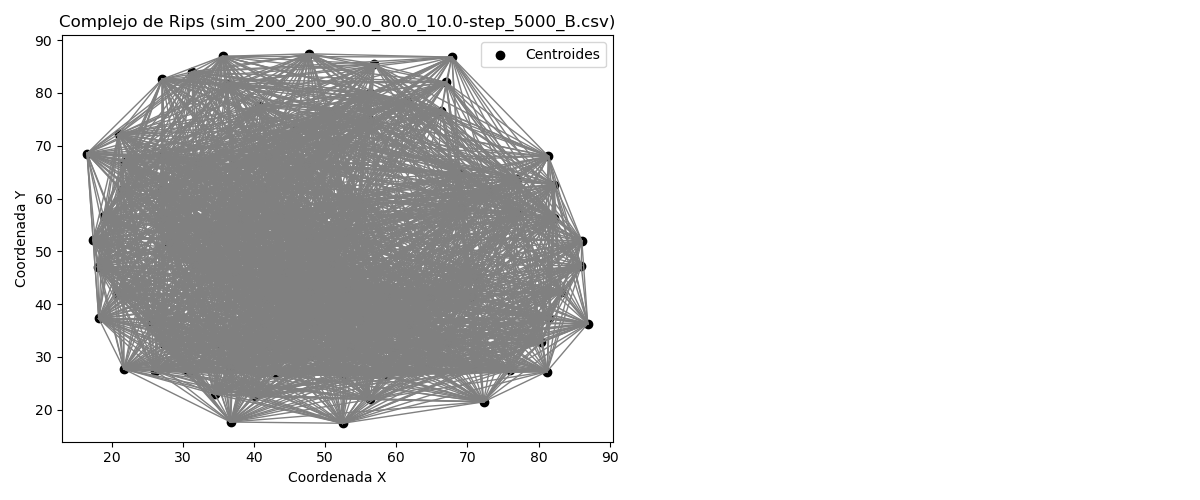 Complejo de Rips (sim_200_200_90.0_80.0_10.0-step_5000_B.csv)
Centroides
90
80
70
60
50
40
30
20
Coordenada Y
20 30 40 50 60 70 80 90
Coordenada X